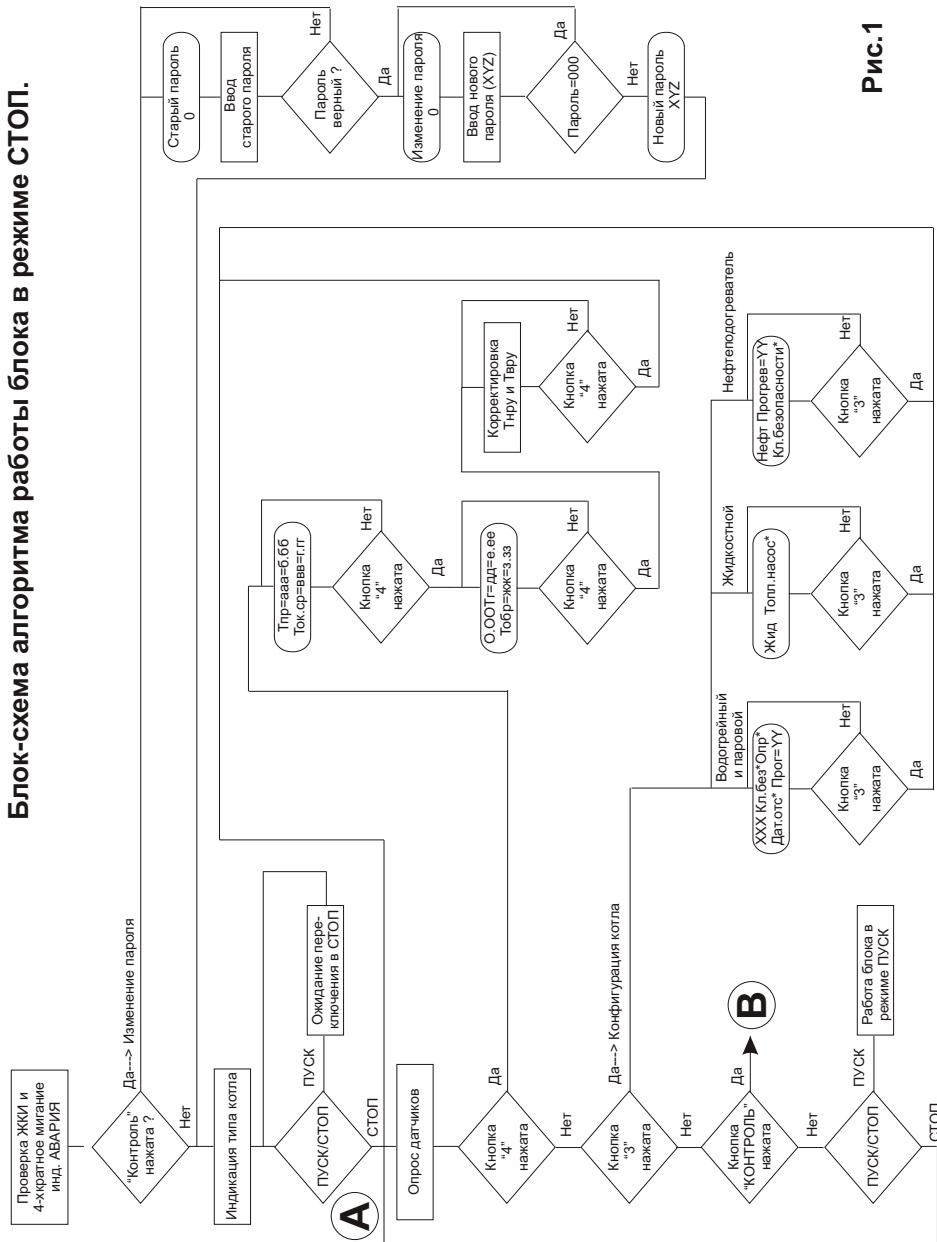 Блок-схема алгоритма работы блока в режиме СТОП.
Проверка ЖКИ и
4-хкратное мигание
инд. АВАРИЯ
"Контроль"
нажата ?
Да---> Изменение пароля
Нет
Индикация типа котла
ПУСК/СТОП
ПУСК
Ожидание пере-
ключения в СТОП
СТОП
А
Опрос датчиков
Кнопка
"4"
нажата
Да
Нет
Кнопка
"3"
нажата
Да---> Конфигурация котла
Нет
Кнопка
"КОНТРОЛЬ"
нажата
Да
В
Нет
ПУСК/СТОП
ПУСК
Работа блока в
режиме ПУСК
СТОП
Тпр=ааа=б.бб
Ток.ср=ввв=г.гг
Кнопка
"4"
нажата
Нет
Да
О.ООТг=дд=е.ее
Тобр=жж=з.зз
Кнопка
"4"
нажата
Нет
Да
Корректировка
Тнру и Твру
Кнопка
"4"
нажата
Нет
Да
Водогрейный
и паровой
XXX Кл.без*Опр*
Дат.отс* Прог=YY
Кнопка
"3"
нажата
Нет
Да
Жидкостной
Жид Топл.насос*
Кнопка
"3"
нажата
Нет
Да
Нефтеподогреватель
Нефт Прогрев=YY
Кл.безопасности*
Кнопка
"3"
нажата
Нет
Да
Старый пароль
0
Ввод
старого пароля
Пароль
верный ?
Нет
Да
Изменение пароля
0
Ввод нового
пароля (XYZ)
Пароль=000
Да
Нет
Новый пароль
XYZ
Рис.1